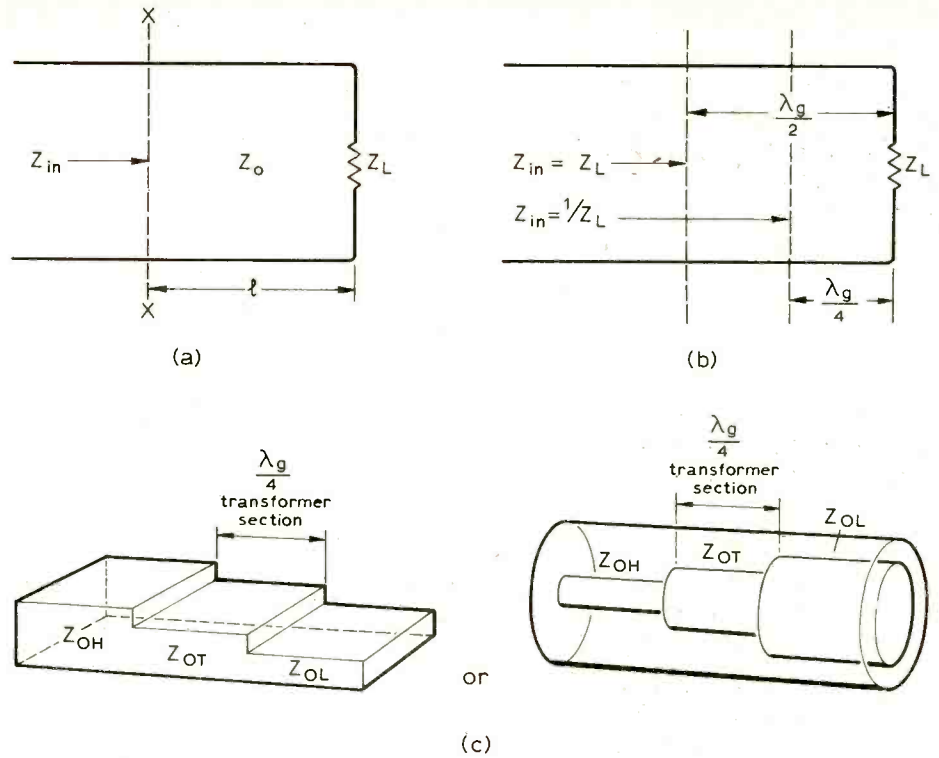 X
Z_in
Z_o
Z_L
ℓ
X
(a)
λ_g/2
Z_in = Z_L
Z_L
Z_in = 1/Z_L
λ_g/4
(b)
λ_g/4
transformer
section
Z_OH
Z_OT
Z_OL
or
λ_g/4
transformer
section
Z_OL
Z_OH
Z_OT
(c)